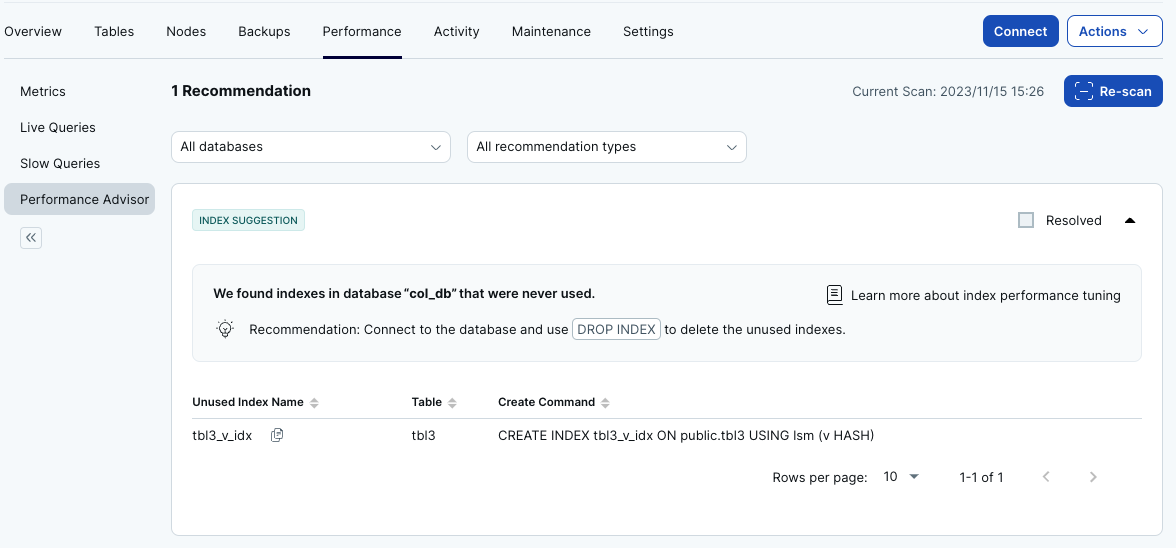 Overview Tables Nodes Backups Performance Activity Maintenance Settings Connect Actions
Metrics
Live Queries
Slow Queries
Performance Advisor
1 Recommendation Current Scan: 2023/11/15 15:26 Re-scan
All databases All recommendation types
INDEX SUGGESTION Resolved
We found indexes in database “col_db” that were never used. Learn more about index performance tuning
Recommendation: Connect to the database and use DROP INDEX to delete the unused indexes.
Unused Index Name Table Create Command
tbl3_v_idx tbl3 CREATE INDEX tbl3_v_idx ON public.tbl3 USING lsm (v HASH)
Rows per page: 10 1-1 of 1